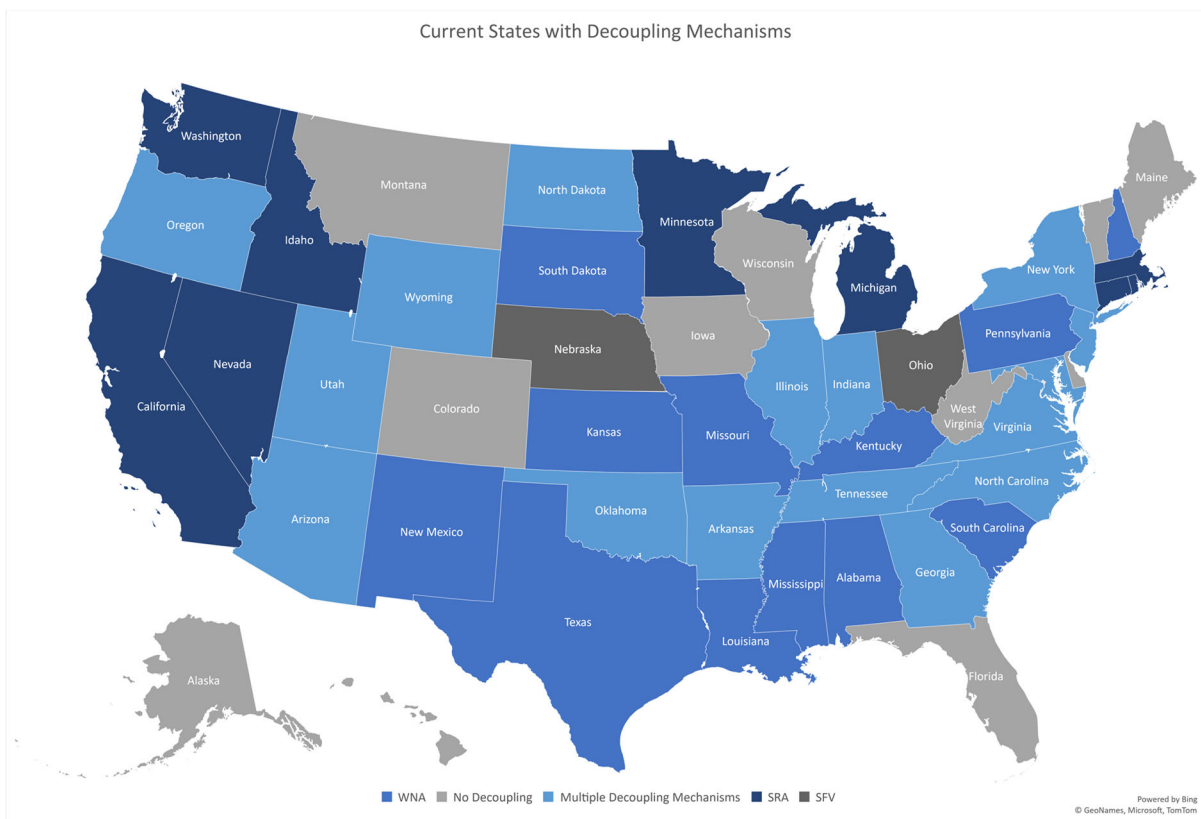 Current States with Decoupling Mechanisms
Washington
Montana
North Dakota
Minnesota
Maine
Oregon
Idaho
Wisconsin
South Dakota
New York
Wyoming
Michigan
Pennsylvania
Iowa
Nebraska
Ohio
Nevada
Utah
Illinois
Indiana
California
Colorado
West
Virginia
Virginia
Kansas
Missouri
Kentucky
North Carolina
Tennessee
Arizona
Oklahoma
Arkansas
South Carolina
New Mexico
Mississippi
Alabama
Georgia
Texas
Louisiana
Alaska
Florida
WNA No Decoupling Multiple Decoupling Mechanisms SRA SFV
Powered by Bing
© GeoNames, Microsoft, TomTom